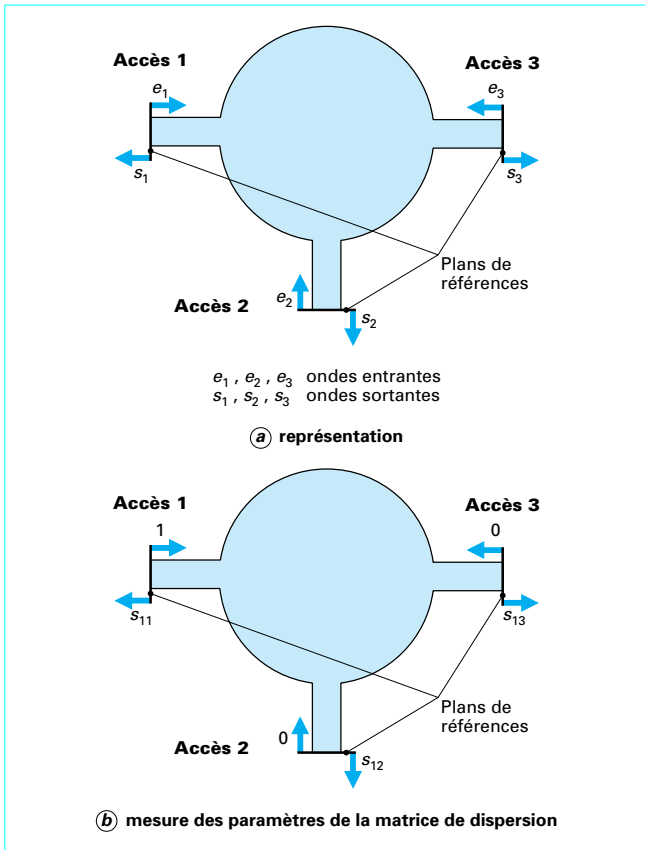 Accès 1
Accès 3
e1
e3
s1
s3
Plans de
références
Accès 2
e2
s2
e1 , e2 , e3 ondes entrantes
s1 , s2 , s3 ondes sortantes
a représentation
Accès 1
Accès 3
1
0
s11
s13
Plans de
références
Accès 2
0
s12
b mesure des paramètres de la matrice de dispersion